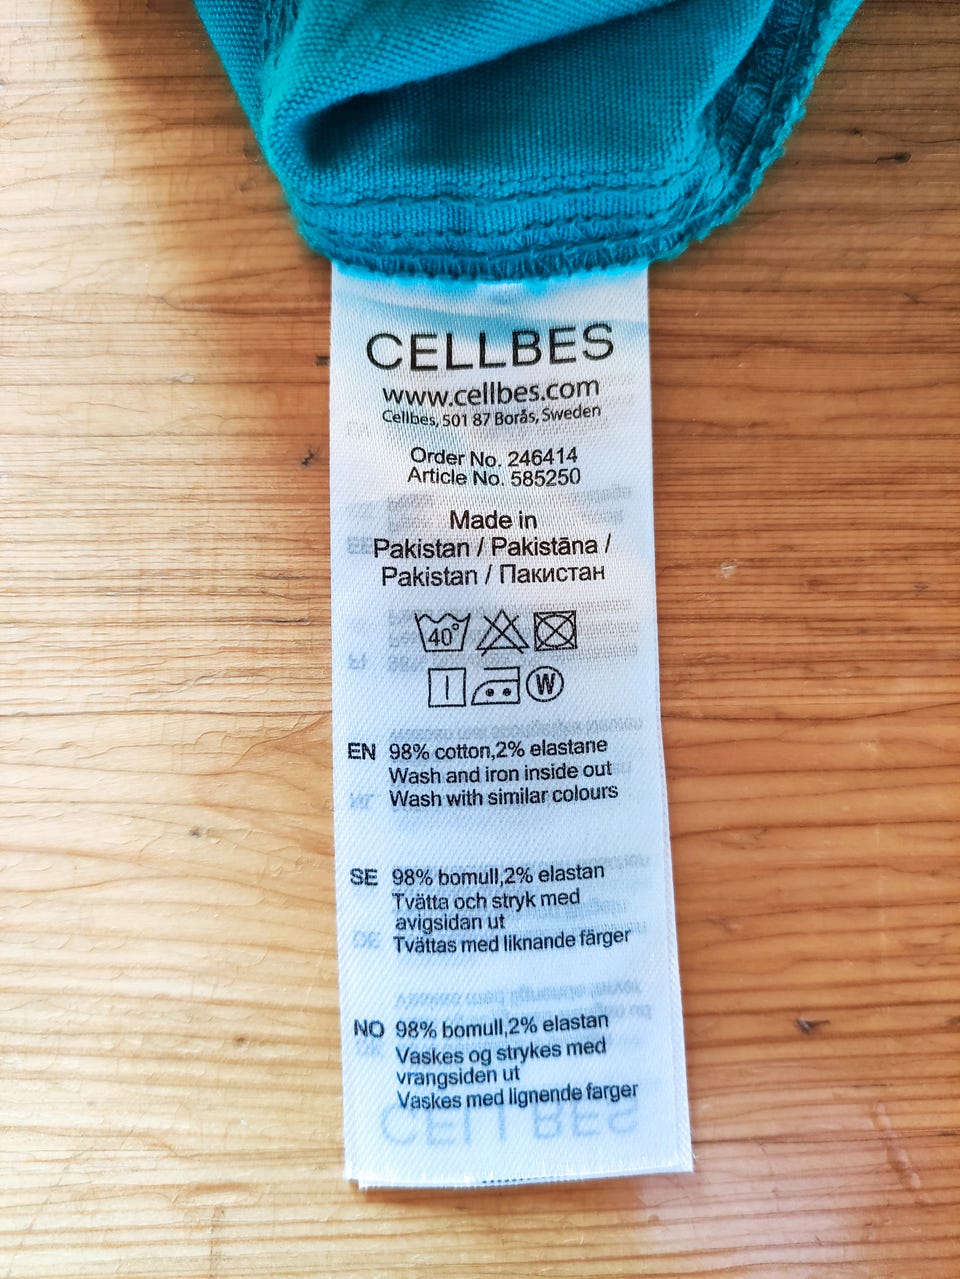 CELLBES
www.cellbes.com
Cellbes, 501 87 Borås, Sweden
Order No. 246414
Article No. 585250
Made in
Pakistan / Pakistāna /
Pakistan / Пакистан
40°
W
EN 98% cotton,2% elastane
Wash and iron inside out
Wash with similar colours
SE 98% bomull,2% elastan
Tvätta och stryk med
avigsidan ut
Tvättas med liknande färger
NO 98% bomull,2% elastan
Vaskes og strykes med
vrangsiden ut
Vaskes med lignende farger